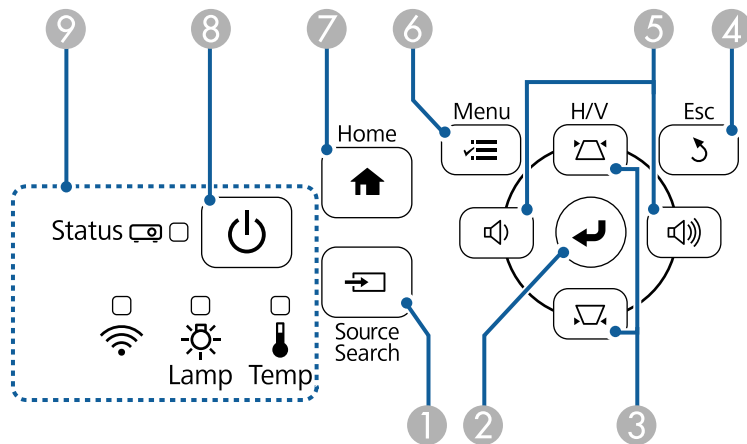 9 8 7 6 5 4
Menu H/V Esc
Home
Status
Source
Search
Lamp Temp
1 2 3